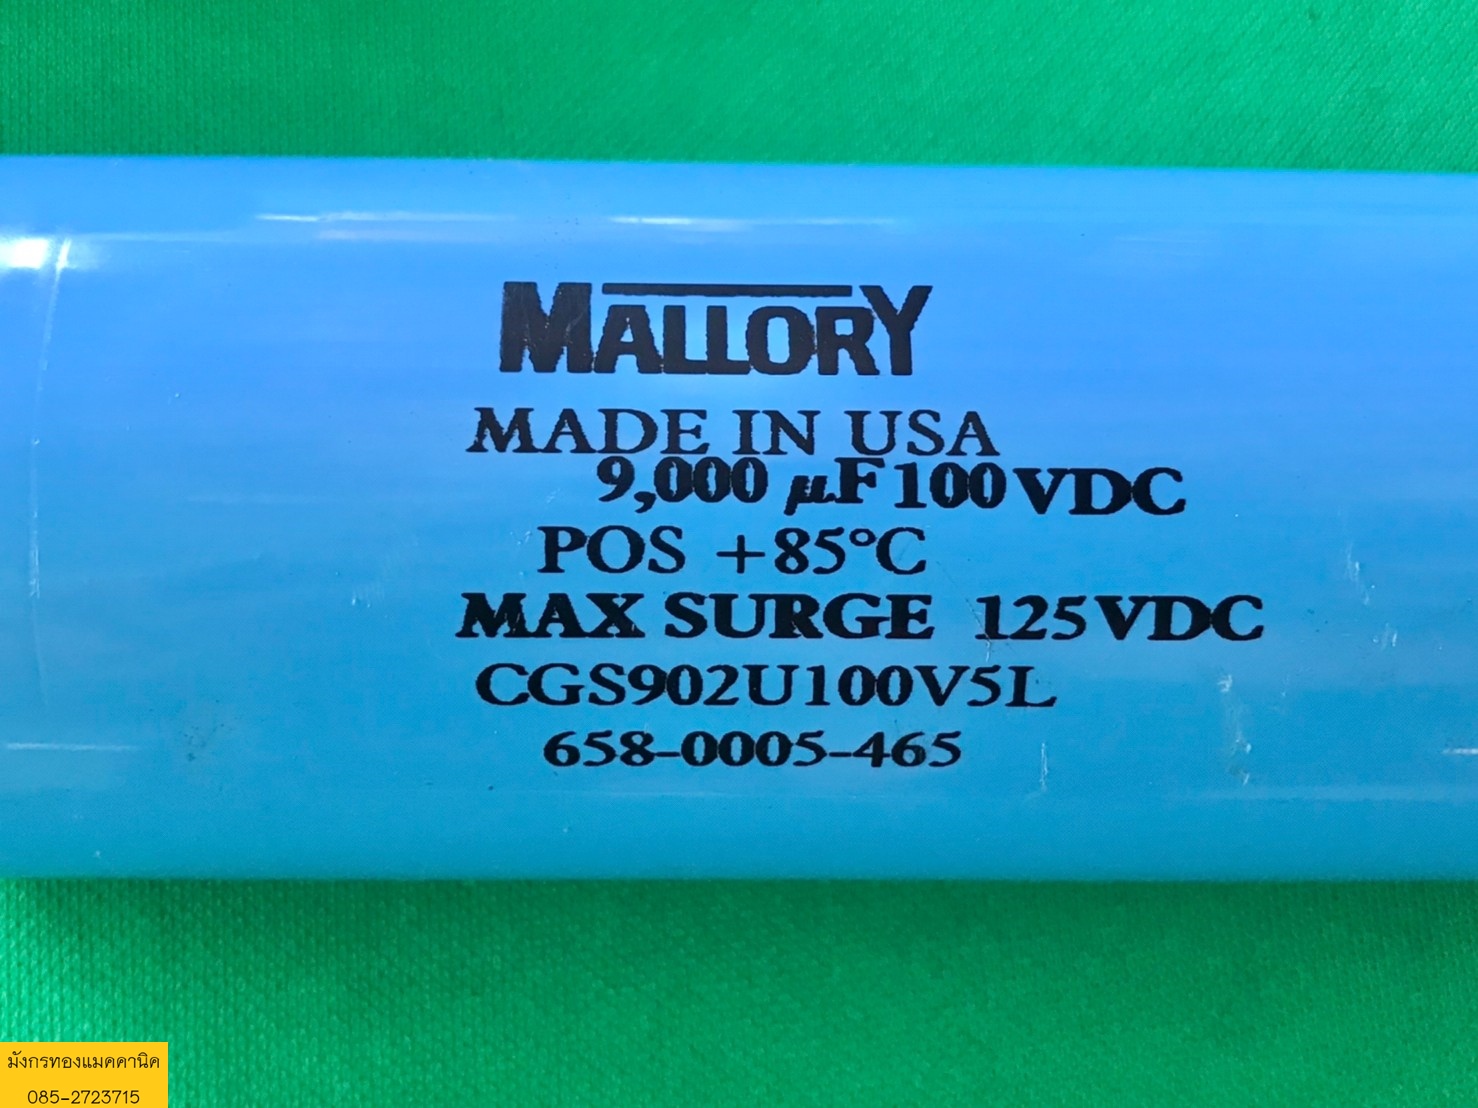 MALLORY
MADE IN USA
9,000 µF 100 VDC
POS +85°C
MAX SURGE 125 VDC
CGS902U100V5L
658-0005-465
มังกรทองแมคคานิค
085-2723715